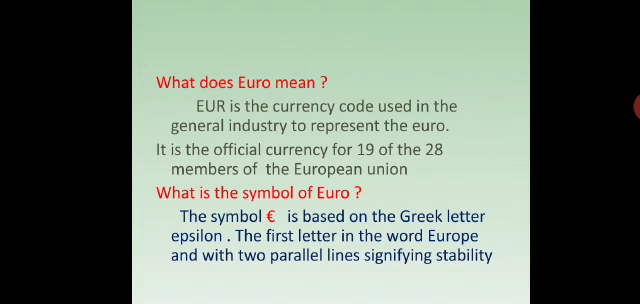 What does Euro mean ?
EUR is the currency code used in the
general industry to represent the euro.
It is the official currency for 19 of the 28
members of the European union
What is the symbol of Euro ?
The symbol € is based on the Greek letter
epsilon . The first letter in the word Europe
and with two parallel lines signifying stability